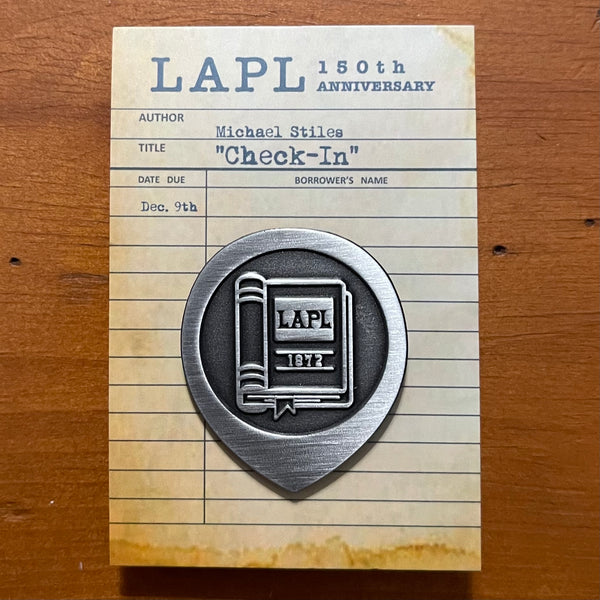 LAPL 150th
ANNIVERSARY
AUTHOR
Michael Stiles
TITLE
"Check-In"
DATE DUE
BORROWER'S NAME
Dec. 9th
LAPL
1872